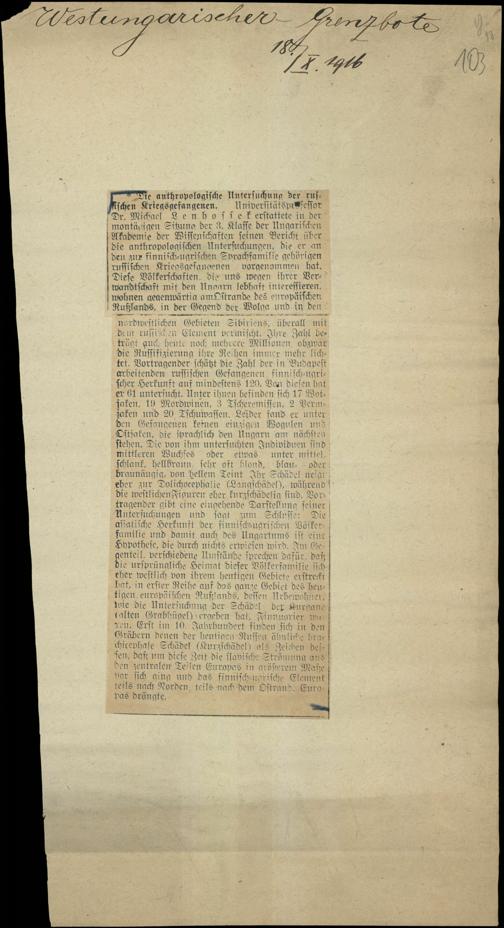 Westungarischer Grenzbote
18/X. 1916
103
Die anthropologische Untersuchung der rus-
sischen Kriegsgefangenen. Universitätsprofessor
Dr. Michael Lenhossek erstattete in der
montägigen Sitzung der 3. Klasse der Ungarischen
Akademie der Wissenschaften seinen Bericht über
die anthropologischen Untersuchungen, die er an
den zur finnisch-ugrischen Sprachfamilie gehörigen
russischen Kriegsgefangenen vorgenommen hat.
Diese Völkerschaften, die uns wegen ihrer Ver-
wandtschaft mit den Ungarn lebhaft interessieren,
wohnen gegenwärtig am Ostrande des europäischen
Rußlands, in der Gegend der Wolga und in den
nordwestlichen Gebieten Sibiriens, überall mit
dem russischen Element vermischt. Ihre Zahl be-
trägt auch heute noch mehrere Millionen, obzwar
die Russifizierung ihre Reihen immer mehr lich-
tet. Vortragender schätzt die Zahl der in Budapest
arbeitenden russischen Gefangenen finnisch-ugri-
scher Herkunft auf mindestens 120. Von diesen hat
er 61 untersucht. Unter ihnen befinden sich 17 Wot-
jaken, 19 Mordwinen, 3 Tscheremissen, 2 Perm-
jaken und 20 Tschuwassen. Leider fand er unter
den Gefangenen keinen einzigen Wogulen und
Ostjaken, die sprachlich den Ungarn am nächsten
stehen. Die von ihm untersuchten Individuen sind
mittleren Wuchses oder etwas unter mittel,
schlank, hellbraun, sehr oft blond, blau- oder
braunäugig, von hellem Teint. Ihr Schädel neigt
eher zur Dolichocephalie (Langschädel), während
die westlichen Figuren eher kurzschädelig sind. Vor-
tragender gibt eine eingehende Darstellung seiner
Untersuchungen und sagt zum Schlusse: Die
asiatische Herkunft der finnisch-ugrischen Völker-
familie und damit auch des Ungartums ist eine
Hypothese, die durch nichts erwiesen wird. Im Ge-
genteil, verschiedene Umstände sprechen dafür, daß
die ursprüngliche Heimat dieser Völkerfamilie sich
eher westlich von ihrem heutigen Gebiete erstreckt
hat, in erster Reihe auf das ganze Gebiet des heu-
tigen europäischen Rußlands, dessen Urbewohner,
wie die Untersuchung der Schädel der Kurgane
(alten Grabhügel) ergeben hat, Finnugrier wa-
ren. Erst im 10. Jahrhundert finden sich in den
Gräbern denen der heutigen Russen ähnliche bra-
chicephale Schädel (Kurzschädel) als Zeichen des-
sen, daß um diese Zeit die slavische Strömung aus
den zentralen Teilen Europas in größerem Maße
vor sich ging und das finnisch-ugrische Element
teils nach Norden, teils nach dem Ostrand Euro-
pas drängte.